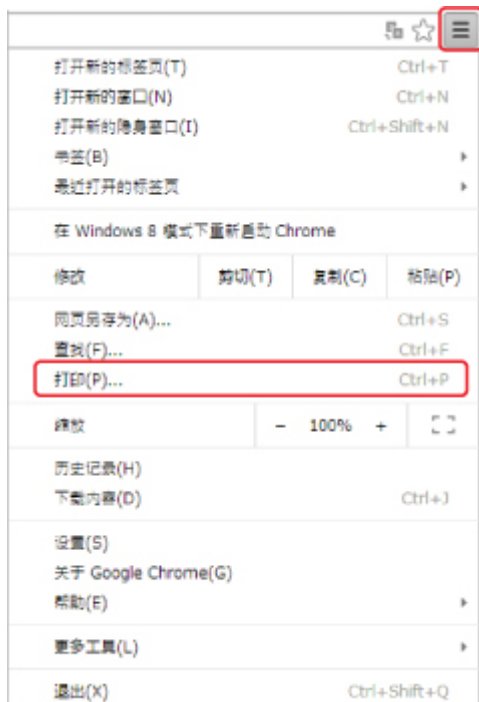 打开新的标签页(T) Ctrl+T
打开新的窗口(N) Ctrl+N
打开新的隐身窗口(I) Ctrl+Shift+N
书签(B)
最近打开的标签页
在 Windows 8 模式下重新启动 Chrome
修改 剪切(T) 复制(C) 粘贴(P)
网页另存为(A)... Ctrl+S
查找(F)... Ctrl+F
打印(P)... Ctrl+P
缩放 - 100% +
历史记录(H)
下载内容(D) Ctrl+J
设置(S)
关于 Google Chrome(G)
帮助(E)
更多工具(L)
退出(X) Ctrl+Shift+Q